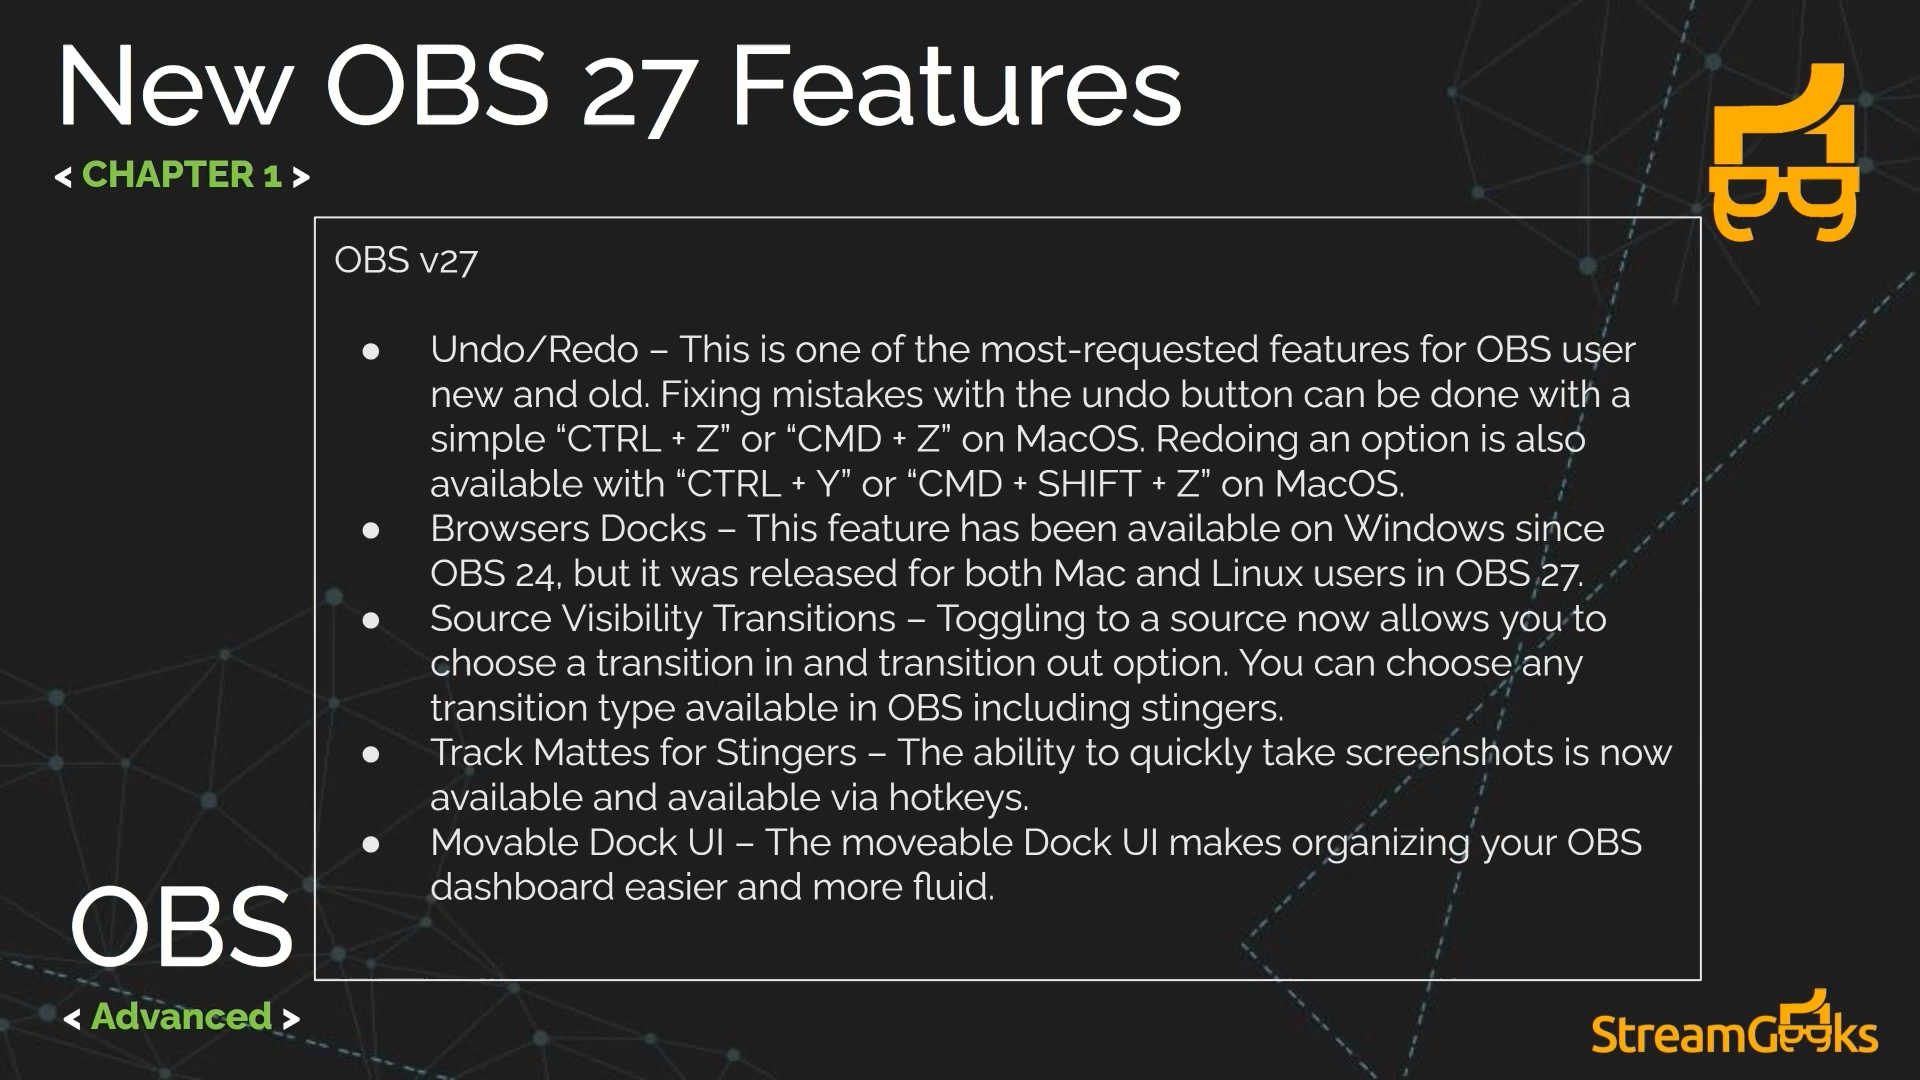 New OBS 27 Features
< CHAPTER 1 >
OBS v27
● Undo/Redo – This is one of the most-requested features for OBS user
new and old. Fixing mistakes with the undo button can be done with a
simple “CTRL + Z” or “CMD + Z” on MacOS. Redoing an option is also
available with “CTRL + Y” or “CMD + SHIFT + Z” on MacOS.
● Browsers Docks – This feature has been available on Windows since
OBS 24, but it was released for both Mac and Linux users in OBS 27.
● Source Visibility Transitions – Toggling to a source now allows you to
choose a transition in and transition out option. You can choose any
transition type available in OBS including stingers.
● Track Mattes for Stingers – The ability to quickly take screenshots is now
available and available via hotkeys.
● Movable Dock UI – The moveable Dock UI makes organizing your OBS
dashboard easier and more fluid.
OBS
< Advanced >
StreamGeeks